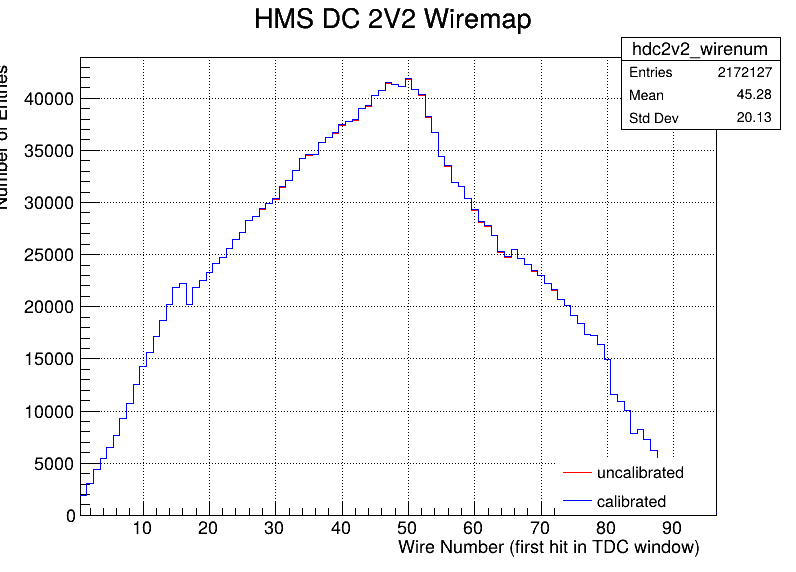 HMS DC 2V2 Wiremap
hdc2v2_wirenum
Entries 2172127
Mean 45.28
Std Dev 20.13
Number of Entries
40000
35000
30000
25000
20000
15000
10000
5000
0
10 20 30 40 50 60 70 80 90
uncalibrated
calibrated
Wire Number (first hit in TDC window)